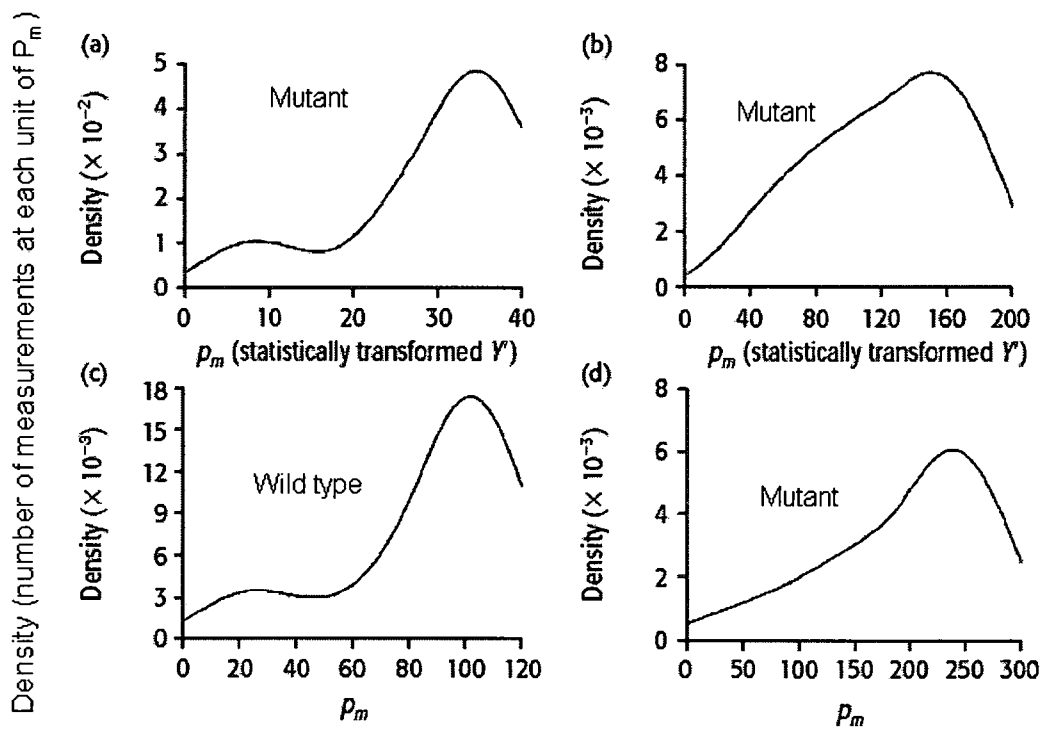 Density (number of measurements at each unit of Pm)
(a)
Density (× 10⁻²)
5
4
3
2
1
0
Mutant
0 10 20 30 40
pm (statistically transformed Y')
(b)
Density (× 10⁻³)
8
6
4
2
0
Mutant
0 40 80 120 160 200
pm (statistically transformed Y')
(c)
Density (× 10⁻³)
18
15
12
9
6
3
0
Wild type
0 20 40 60 80 100 120
pm
(d)
Density (× 10⁻³)
8
6
4
2
0
Mutant
0 50 100 150 200 250 300
pm